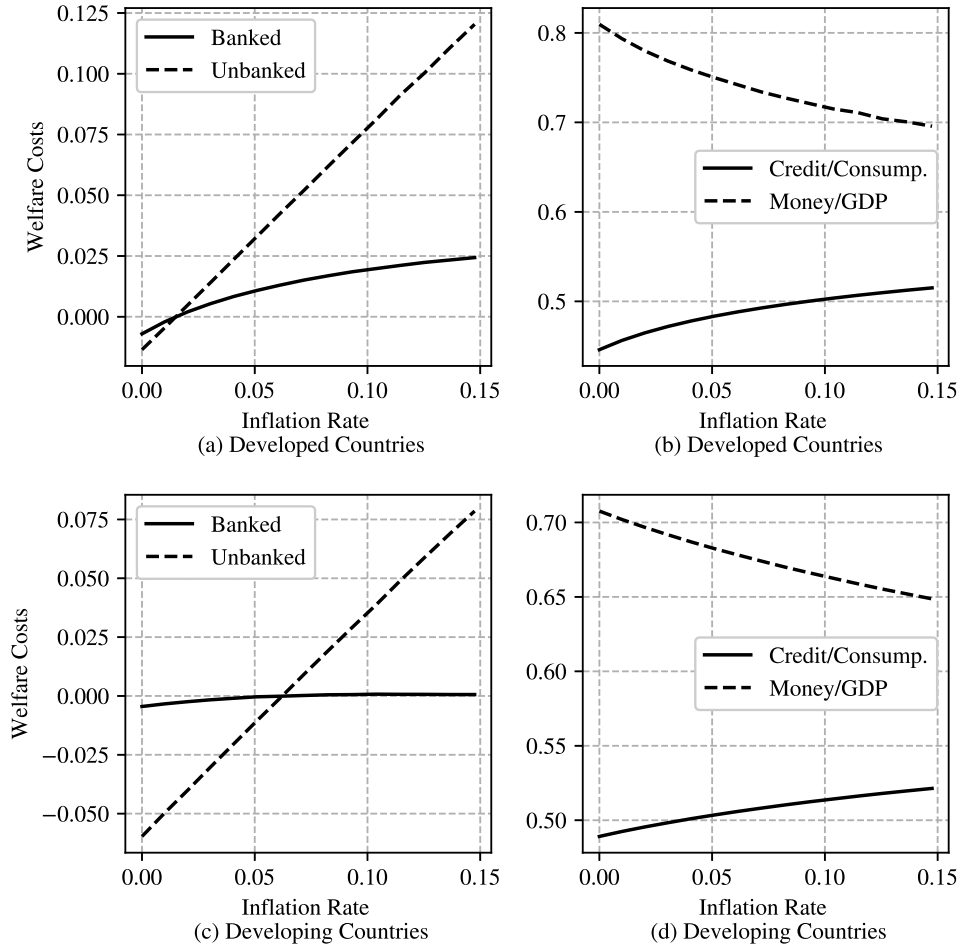 0.125
0.100
0.075
0.050
0.025
0.000
Welfare Costs
Banked
Unbanked
0.00 0.05 0.10 0.15
Inflation Rate
(a) Developed Countries
0.8
0.7
0.6
0.5
Credit/Consump.
Money/GDP
0.00 0.05 0.10 0.15
Inflation Rate
(b) Developed Countries
0.075
0.050
0.025
0.000
−0.025
−0.050
Welfare Costs
Banked
Unbanked
0.00 0.05 0.10 0.15
Inflation Rate
(c) Developing Countries
0.70
0.65
0.60
0.55
0.50
Credit/Consump.
Money/GDP
0.00 0.05 0.10 0.15
Inflation Rate
(d) Developing Countries